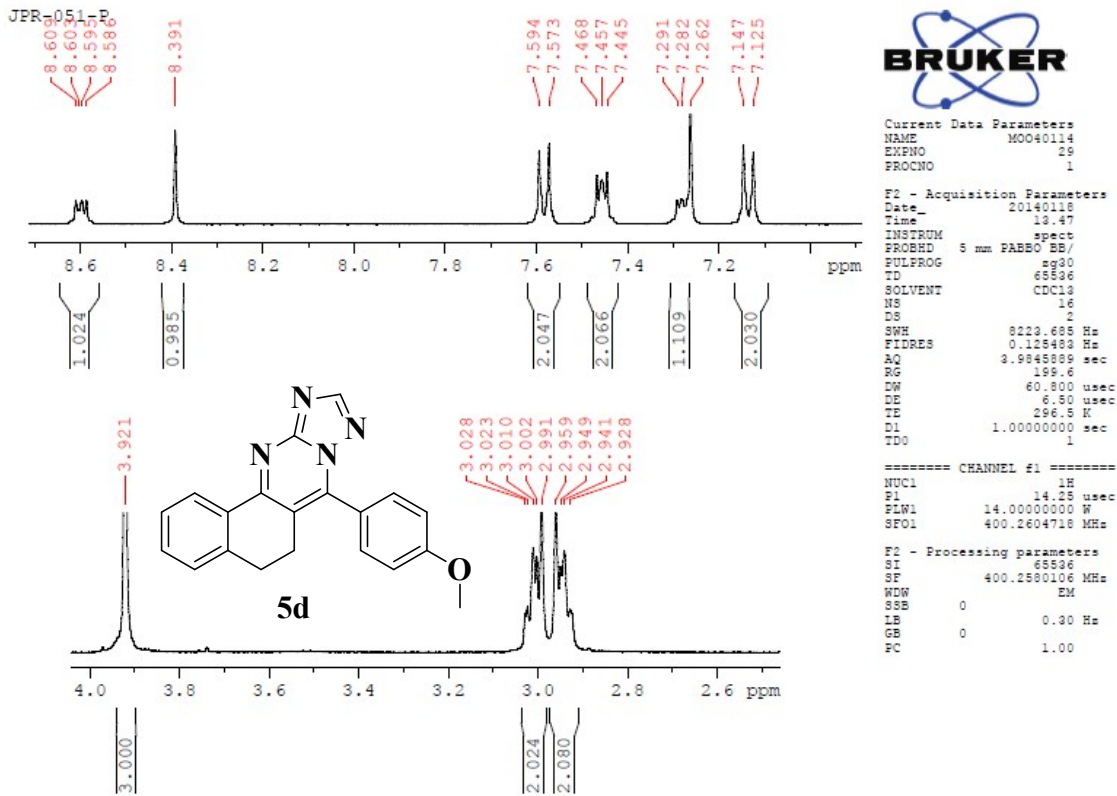 JPR-051-P
8.609
8.603
8.595
8.586
8.391
7.594
7.573
7.468
7.457
7.445
7.291
7.282
7.262
7.147
7.125
8.6 8.4 8.2 8.0 7.8 7.6 7.4 7.2 ppm
1.024
0.985
2.047
2.066
1.109
2.030
3.921
3.028
3.023
3.010
3.002
2.991
2.959
2.949
2.941
2.928
N
N
N
N
O
5d
4.0 3.8 3.6 3.4 3.2 3.0 2.8 2.6 ppm
3.000
2.024
2.080
BRUKER
Current Data Parameters
NAME MOO40114
EXPNO 29
PROCNO 1
F2 - Acquisition Parameters
Date_ 20140118
Time 13.47
INSTRUM spect
PROBHD 5 mm PABBO BB/
PULPROG zg30
TD 65536
SOLVENT CDCl3
NS 16
DS 2
SWH 8223.685 Hz
FIDRES 0.125483 Hz
AQ 3.9845889 sec
RG 199.6
DW 60.800 usec
DE 6.50 usec
TE 296.5 K
D1 1.00000000 sec
TD0 1
======== CHANNEL f1 ========
NUC1 1H
P1 14.25 usec
PLW1 14.00000000 W
SFO1 400.2604718 MHz
F2 - Processing parameters
SI 65536
SF 400.2580106 MHz
WDW EM
SSB 0
LB 0.30 Hz
GB 0
PC 1.00